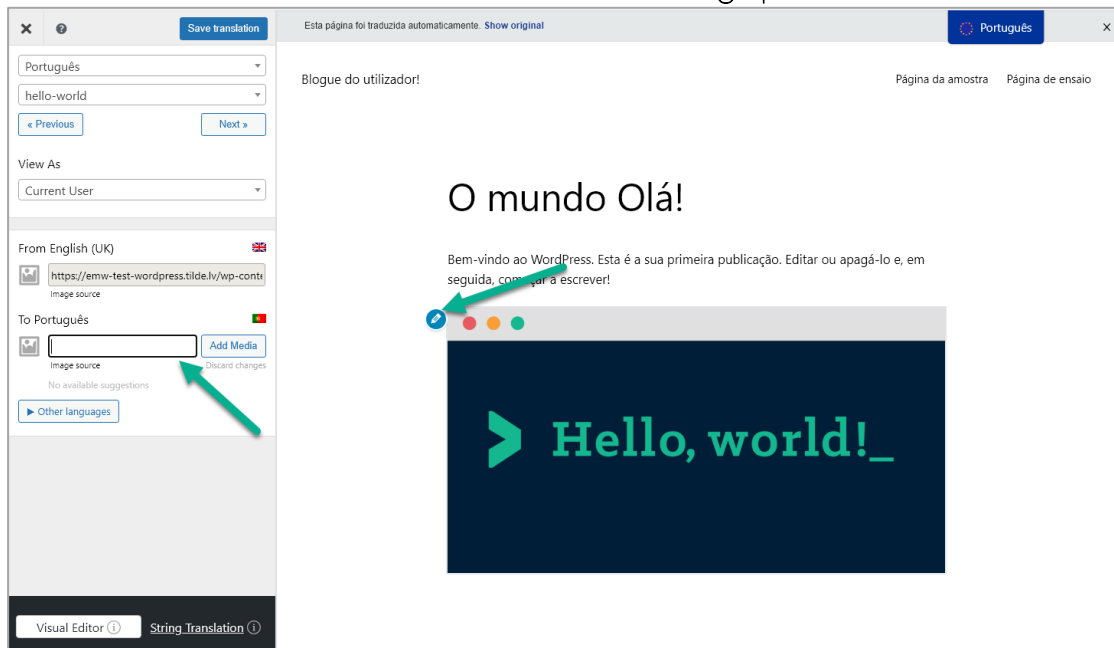 Save translation
Português
hello-world
« Previous
Next »
View As
Current User
From English (UK)
https://emw-test-wordpress.tilde.lv/wp-conte
Image source
To Português
Add Media
Image source
Discard changes
No available suggestions
▶ Other languages
Visual Editor
String Translation
Esta página foi traduzida automaticamente. Show original
Português
X
Blogue do utilizador!
Página da amostra Página de ensaio
O mundo Olá!
Bem-vindo ao WordPress. Esta é a sua primeira publicação. Editar ou apagá-lo e, em
seguida, começar a escrever!
> Hello, world!_